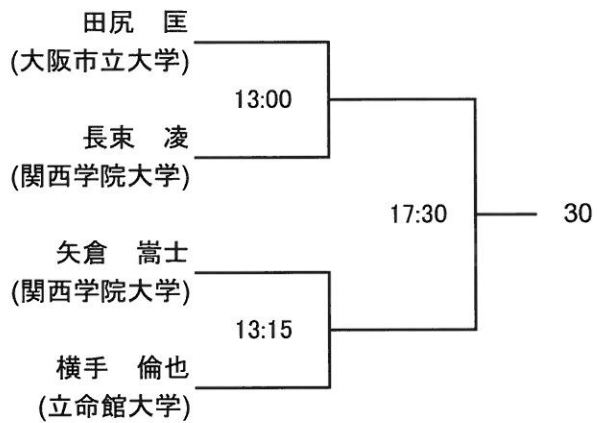 田尻　匡
(大阪市立大学)
13:00
長束　凌
(関西学院大学)
17:30
30
矢倉　嵩士
(関西学院大学)
13:15
横手　倫也
(立命館大学)